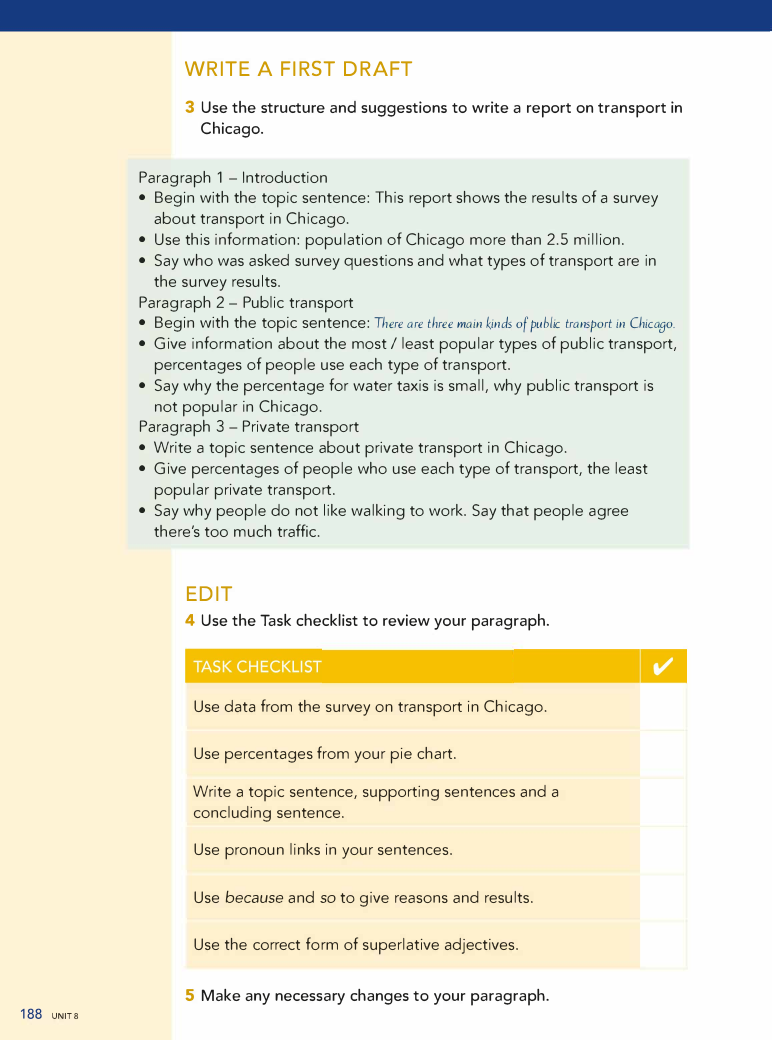 WRITE A FIRST DRAFT
3 Use the structure and suggestions to write a report on transport in
Chicago.
Paragraph 1 – Introduction
• Begin with the topic sentence: This report shows the results of a survey
about transport in Chicago.
• Use this information: population of Chicago more than 2.5 million.
• Say who was asked survey questions and what types of transport are in
the survey results.
Paragraph 2 – Public transport
• Begin with the topic sentence: There are three main kinds of public transport in Chicago.
• Give information about the most / least popular types of public transport,
percentages of people use each type of transport.
• Say why the percentage for water taxis is small, why public transport is
not popular in Chicago.
Paragraph 3 – Private transport
• Write a topic sentence about private transport in Chicago.
• Give percentages of people who use each type of transport, the least
popular private transport.
• Say why people do not like walking to work. Say that people agree
there's too much traffic.
EDIT
4 Use the Task checklist to review your paragraph.
TASK CHECKLIST ✔
Use data from the survey on transport in Chicago.
Use percentages from your pie chart.
Write a topic sentence, supporting sentences and a
concluding sentence.
Use pronoun links in your sentences.
Use because and so to give reasons and results.
Use the correct form of superlative adjectives.
5 Make any necessary changes to your paragraph.
188 UNIT 8